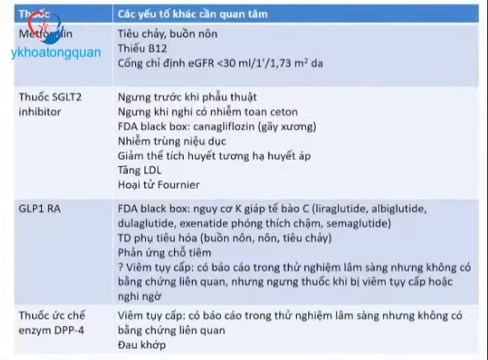 Thuốc Các yếu tố khác cần quan tâm
Metformin Tiêu chảy, buồn nôn
ykhoatongquan
Thiếu B12
Cống chỉ định eGFR <30 ml/1'/1,73 m² da
Thuốc SGLT2 inhibitor
Ngưng trước khi phẫu thuật
Ngưng khi nghi có nhiễm toan ceton
FDA black box: canagliflozin (gãy xương)
Nhiễm trùng niệu dục
Giảm thể tích huyết tương hạ huyết áp
Tăng LDL
Hoại tử Fournier
GLP1 RA
FDA black box: nguy cơ K giáp tế bào C (liraglutide, albiglutide,
dulaglutide, exenatide phóng thích chậm, semaglutide)
TD phụ tiêu hóa (buồn nôn, nôn, tiêu chảy)
Phản ứng chỗ tiêm
? Viêm tụy cấp: có báo cáo trong thử nghiệm lâm sàng nhưng không có
bằng chứng liên quan, nhưng ngưng thuốc khi bị viêm tụy cấp hoặc
nghi ngờ
Thuốc ức chế
enzym DPP-4
Viêm tụy cấp: có báo cáo trong thử nghiệm lâm sàng nhưng không có
bằng chứng liên quan
Đau khớp